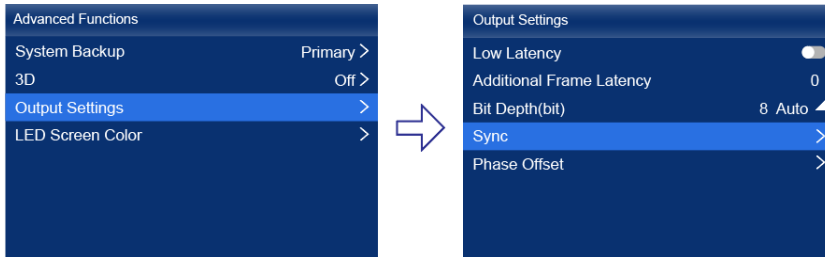 Advanced Functions
System Backup Primary >
3D Off >
Output Settings >
LED Screen Color >
Output Settings
Low Latency
Additional Frame Latency 0
Bit Depth(bit) 8 Auto
Sync >
Phase Offset >